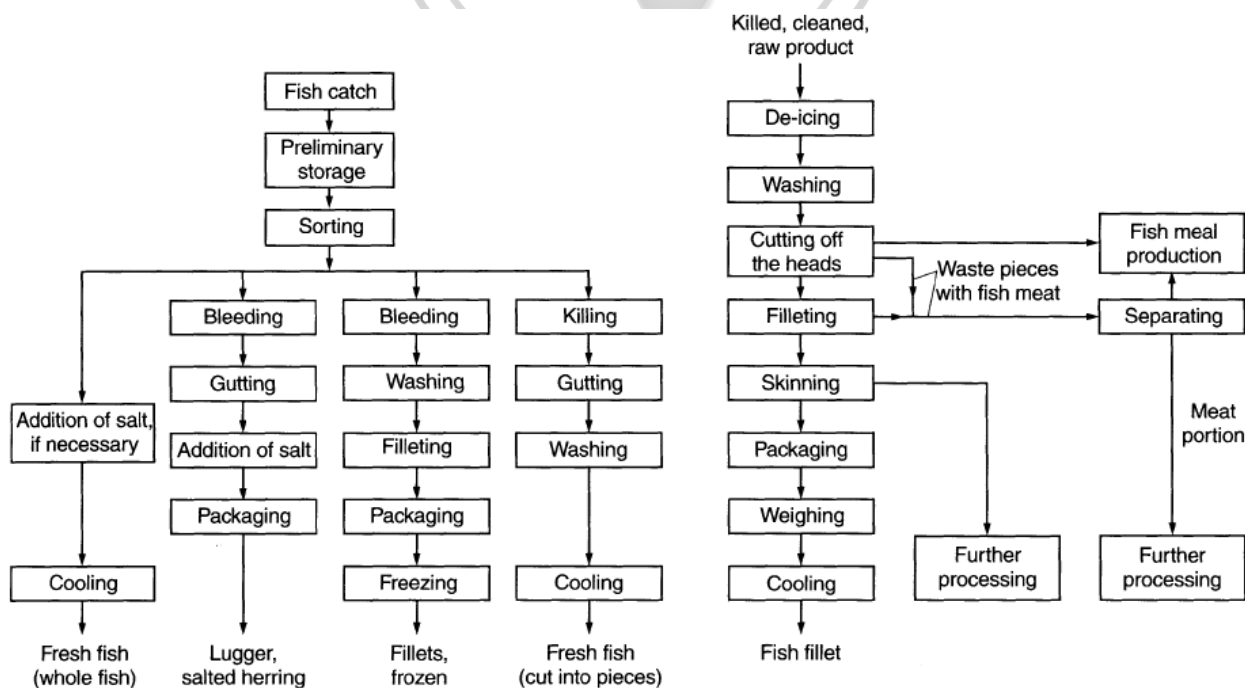 Fish catch
Preliminary
storage
Sorting
Addition of salt,
if necessary
Cooling
Fresh fish
(whole fish)
Bleeding
Gutting
Addition of salt
Packaging
Lugger,
salted herring
Bleeding
Washing
Filleting
Packaging
Freezing
Fillets,
frozen
Killing
Gutting
Washing
Cooling
Fresh fish
(cut into pieces)
Killed, cleaned,
raw product
De-icing
Washing
Cutting off
the heads
Filleting
Skinning
Packaging
Weighing
Cooling
Fish fillet
Waste pieces
with fish meat
Further
processing
Fish meal
production
Separating
Meat
portion
Further
processing